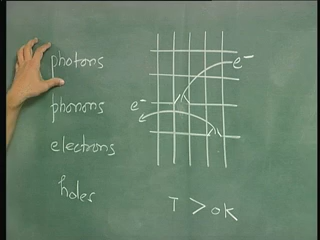 photons
phonons
electrons
holes
e⁻
e⁻
T > 0K